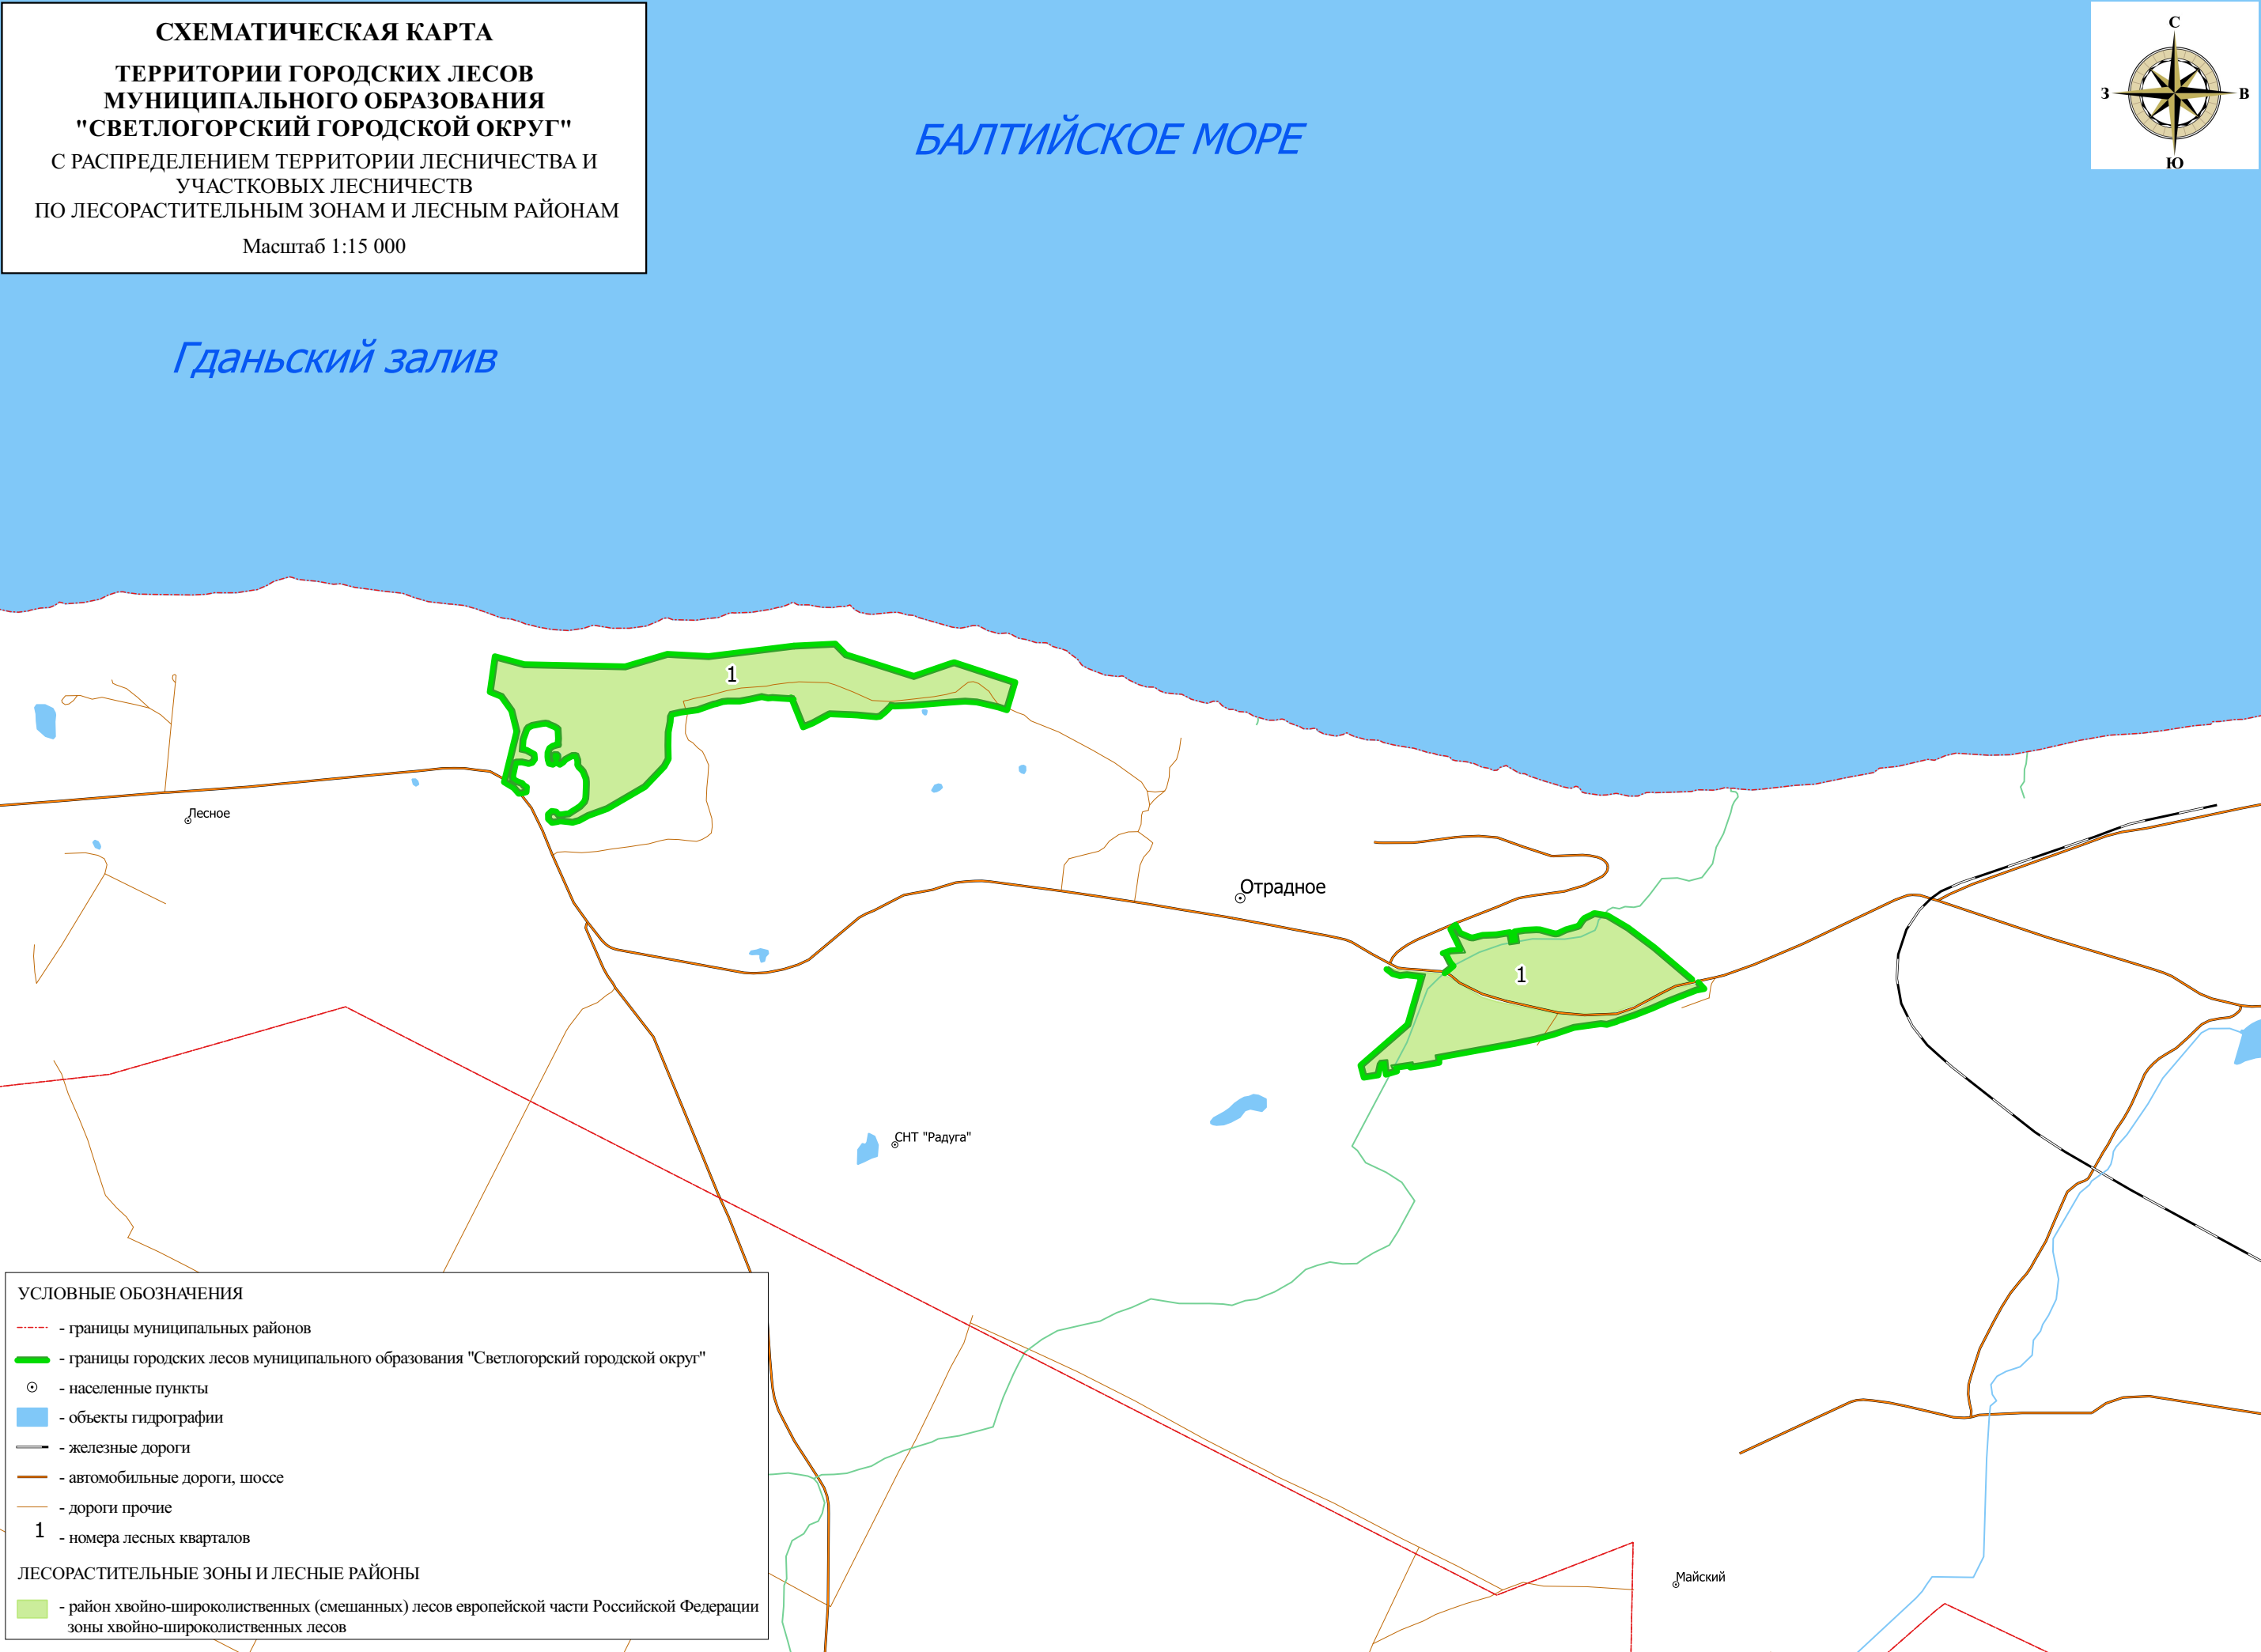 СХЕМАТИЧЕСКАЯ КАРТА
ТЕРРИТОРИИ ГОРОДСКИХ ЛЕСОВ
МУНИЦИПАЛЬНОГО ОБРАЗОВАНИЯ
"СВЕТЛОГОРСКИЙ ГОРОДСКОЙ ОКРУГ"
С РАСПРЕДЕЛЕНИЕМ ТЕРРИТОРИИ ЛЕСНИЧЕСТВА И
УЧАСТКОВЫХ ЛЕСНИЧЕСТВ
ПО ЛЕСОРАСТИТЕЛЬНЫМ ЗОНАМ И ЛЕСНЫМ РАЙОНАМ
Масштаб 1:15 000
С
З
В
Ю
БАЛТИЙСКОЕ МОРЕ
Гданьский залив
1
Лесное
Отрадное
1
СНТ "Радуга"
Майский
УСЛОВНЫЕ ОБОЗНАЧЕНИЯ
- границы муниципальных районов
- границы городских лесов муниципального образования "Светлогорский городской округ"
- населенные пункты
- объекты гидрографии
- железные дороги
- автомобильные дороги, шоссе
- дороги прочие
1 - номера лесных кварталов
ЛЕСОРАСТИТЕЛЬНЫЕ ЗОНЫ И ЛЕСНЫЕ РАЙОНЫ
- район хвойно-широколиственных (смешанных) лесов европейской части Российской Федерации
зоны хвойно-широколиственных лесов